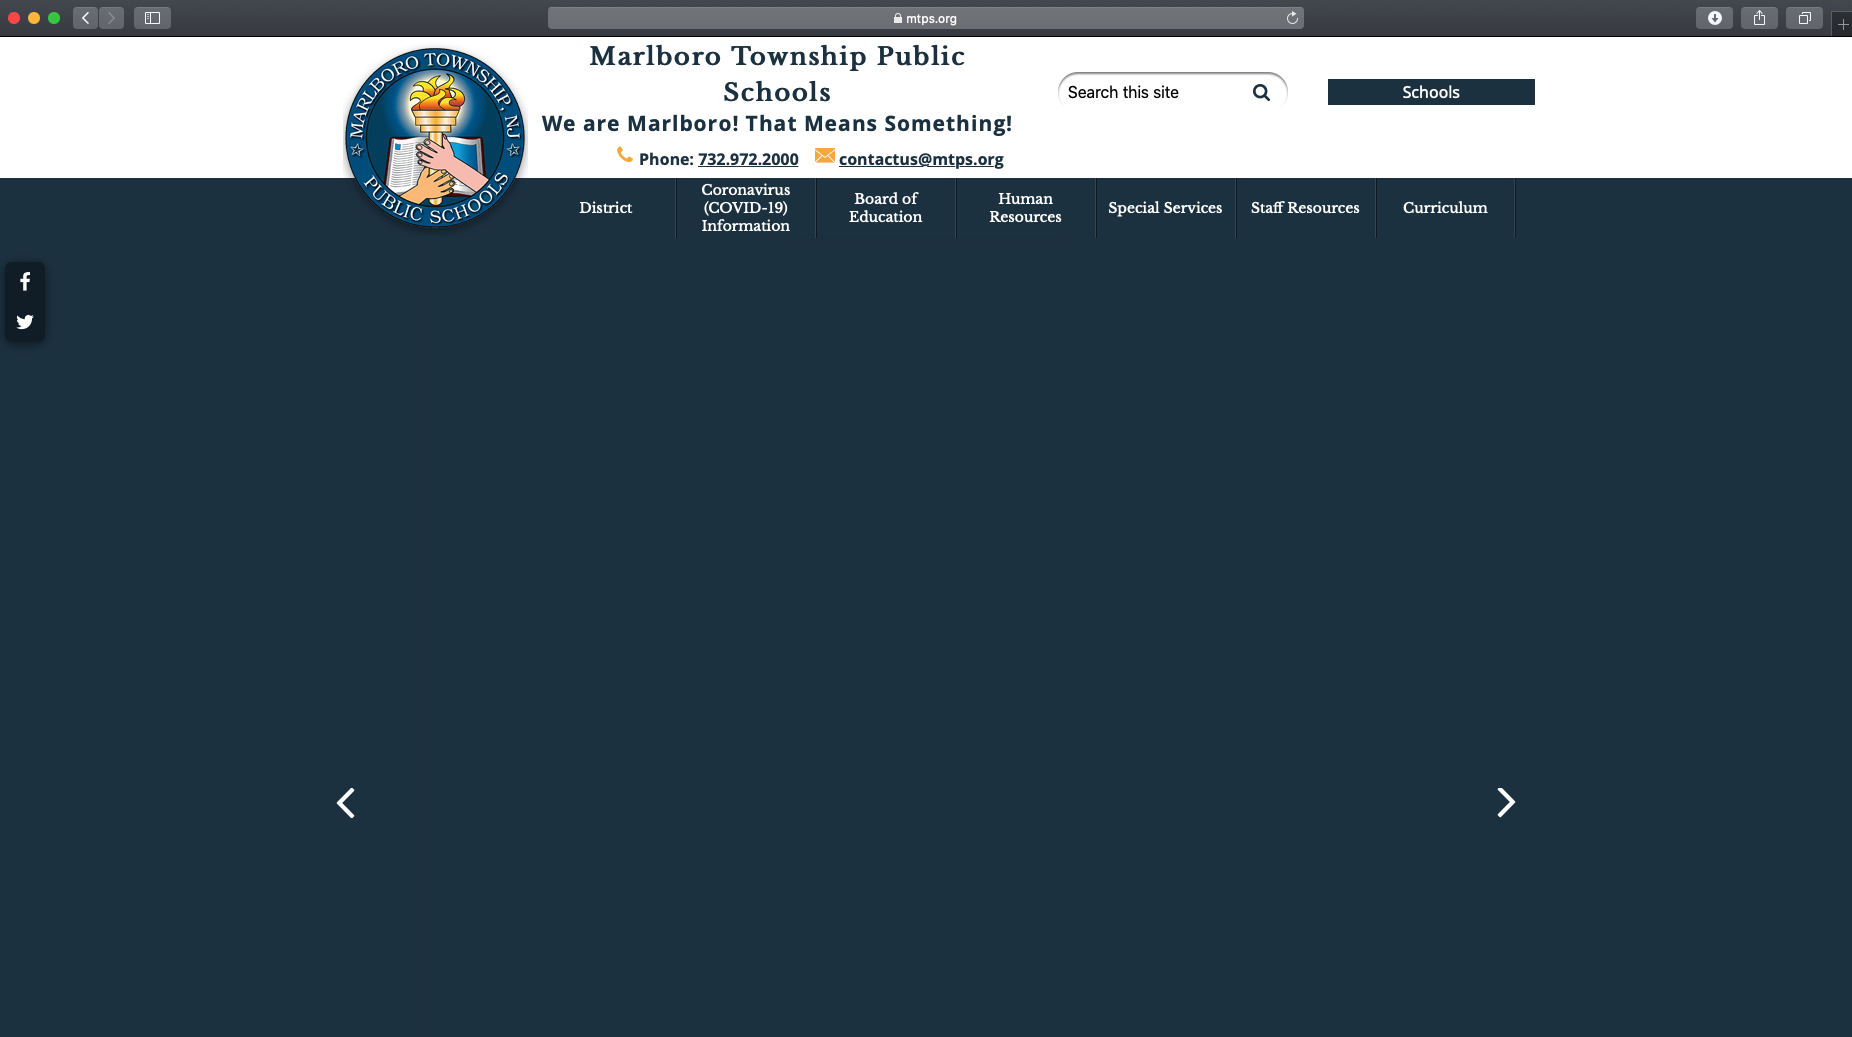 mtps.org
MARLBORO TOWNSHIP, NJ
PUBLIC SCHOOLS
Marlboro Township Public
Schools
We are Marlboro! That Means Something!
Phone: 732.972.2000 contactus@mtps.org
Search this site
Schools
District
Coronavirus
(COVID-19)
Information
Board of
Education
Human
Resources
Special Services
Staff Resources
Curriculum